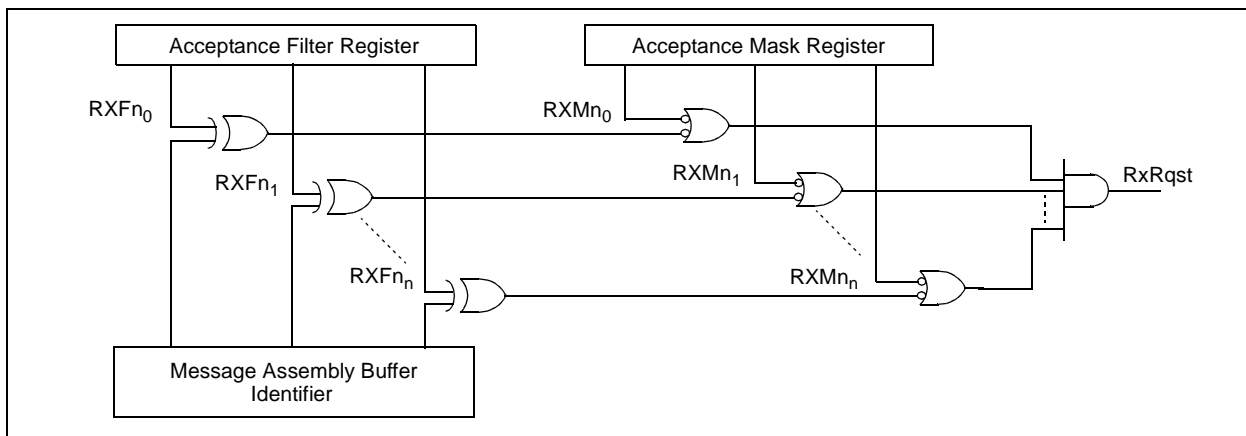 Acceptance Filter Register
Acceptance Mask Register
RXFn0
RXMn0
RXFn1
RXMn1
RxRqst
RXFnn
RXMnn
Message Assembly Buffer
Identifier